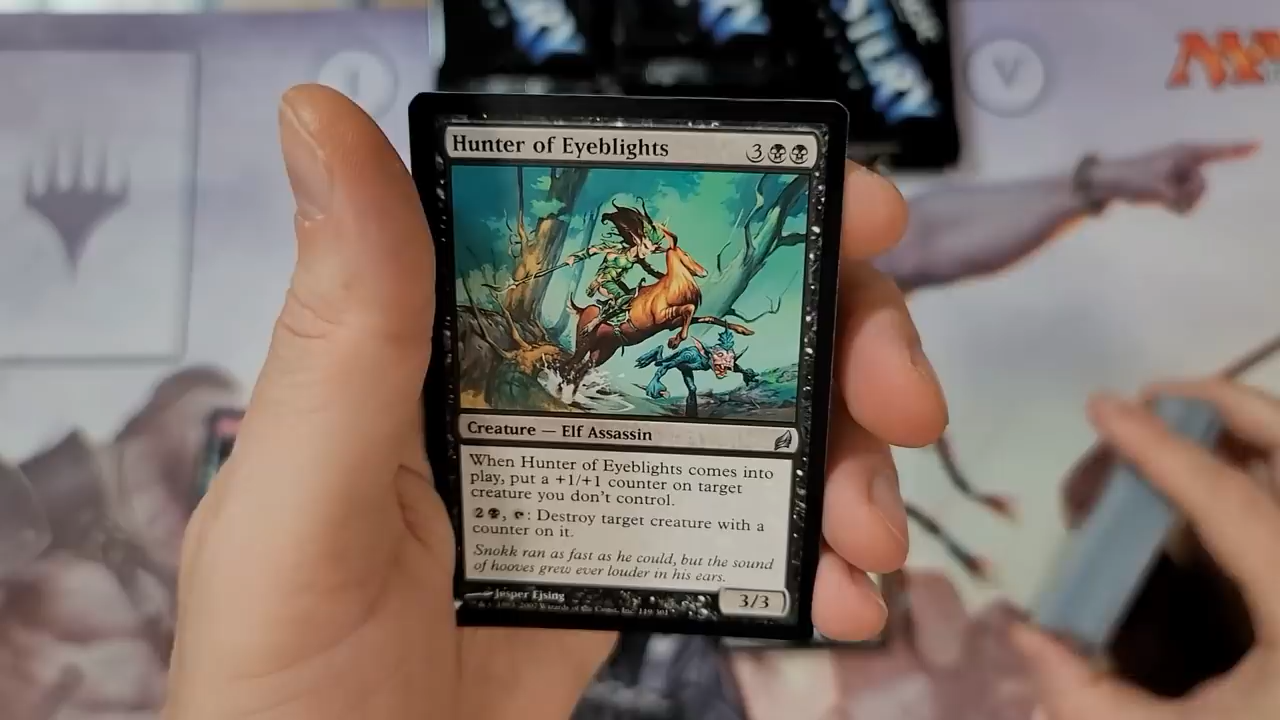 V
Hunter of Eyeblights 3
Creature — Elf Assassin
When Hunter of Eyeblights comes into
play, put a +1/+1 counter on target
creature you don't control.
2, : Destroy target creature with a
counter on it.
Snokk ran as fast as he could, but the sound
of hooves grew ever louder in his ears.
Jesper Ejsing
3/3